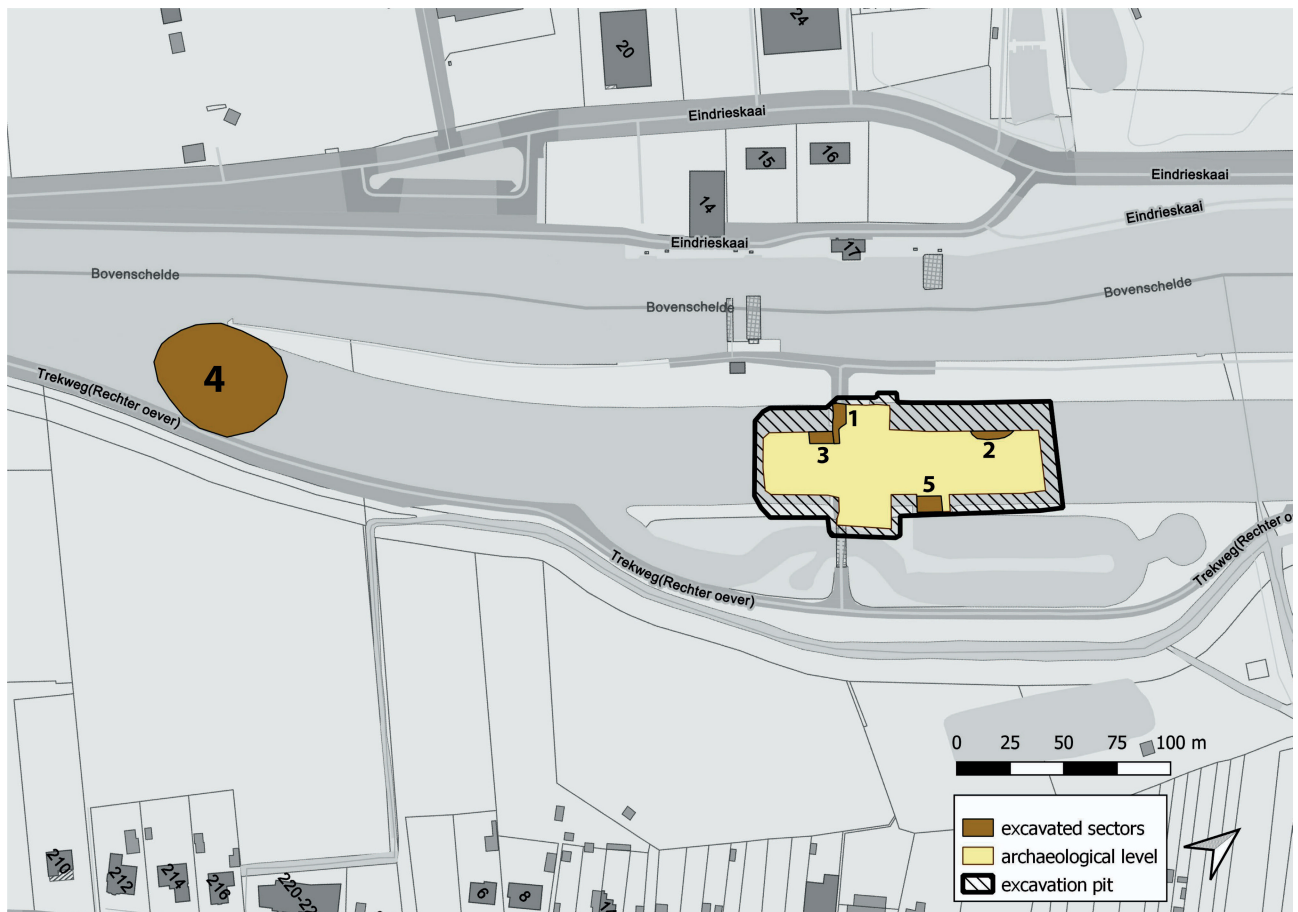 20
24
Eindrieskaai
15
16
14
Eindrieskaai
Eindrieskaai
Eindrieskaai
17
Bovenschelde
Bovenschelde
Bovenschelde
4
Trekweg(Rechter oever)
1
3
2
5
Trekweg(Rechter oever)
Trekweg(Rechter o
0 25 50 75 100 m
excavated sectors
archaeological level
excavation pit
210
212
214
216
220-22
6
8